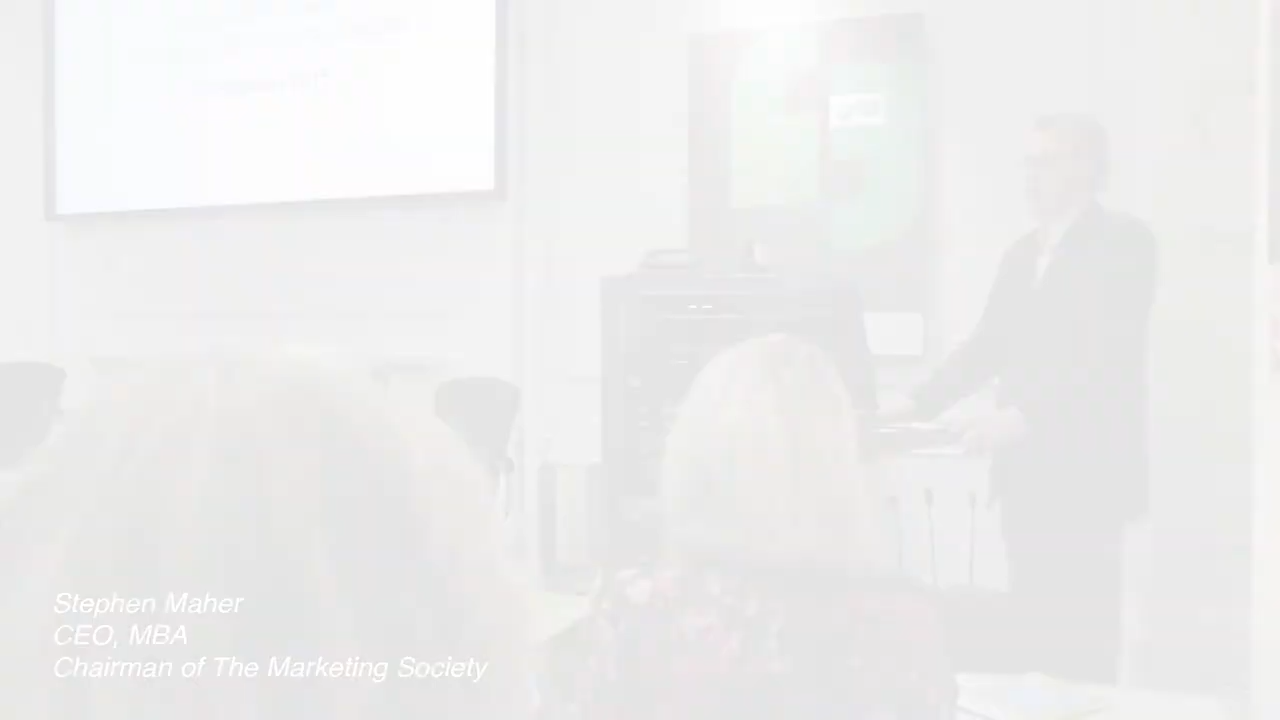 Stephen Maher
CEO, MBA
Chairman of The Marketing Society